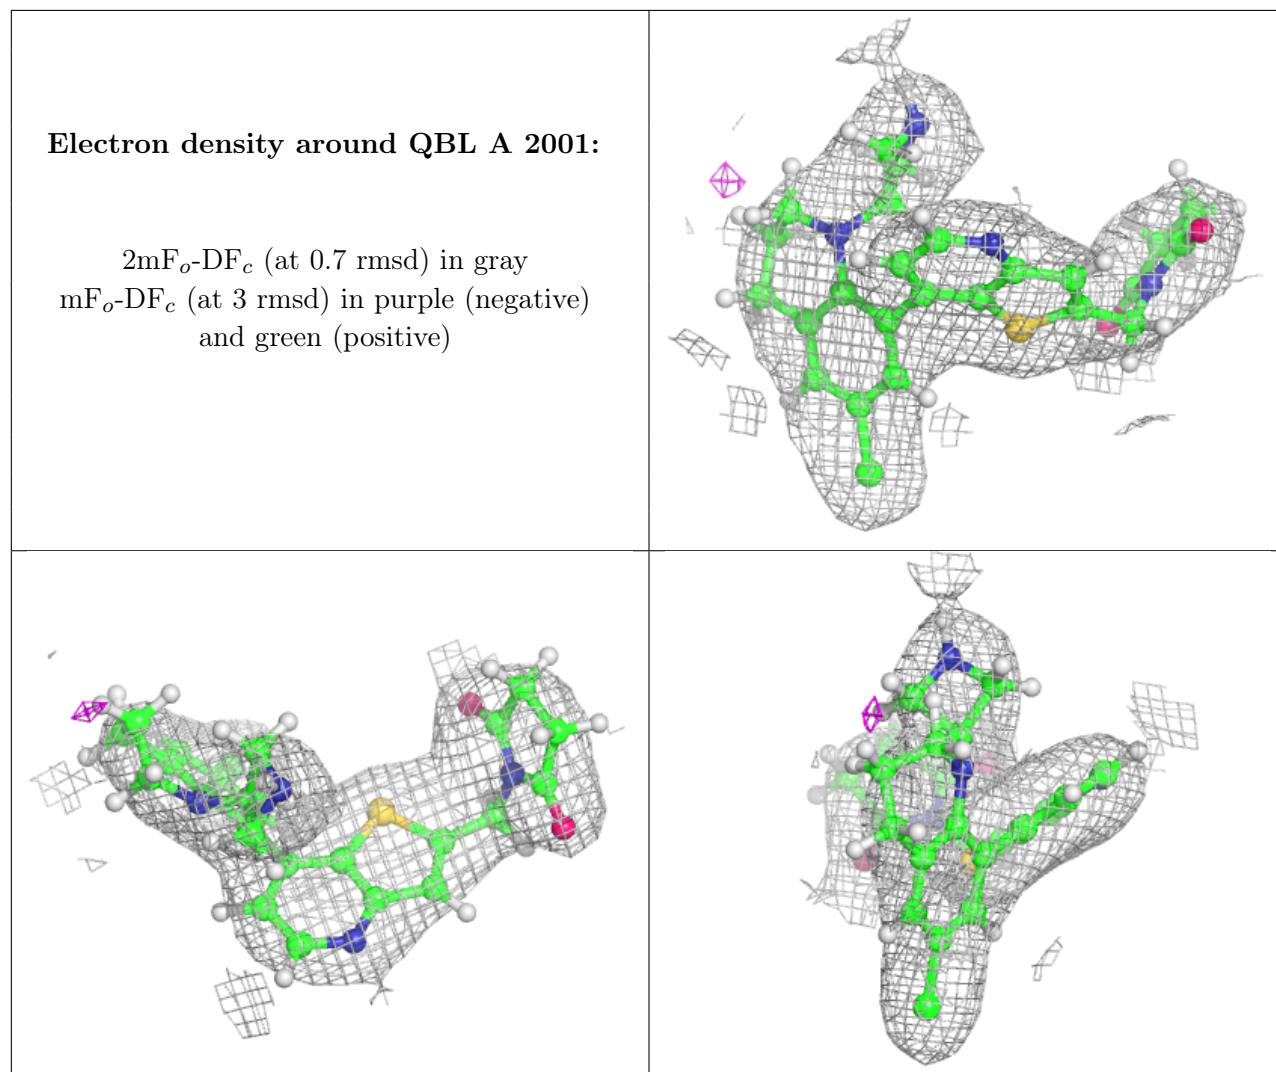 Electron density around QBL A 2001:
2mFo-DFc (at 0.7 rmsd) in gray
mFo-DFc (at 3 rmsd) in purple (negative)
and green (positive)